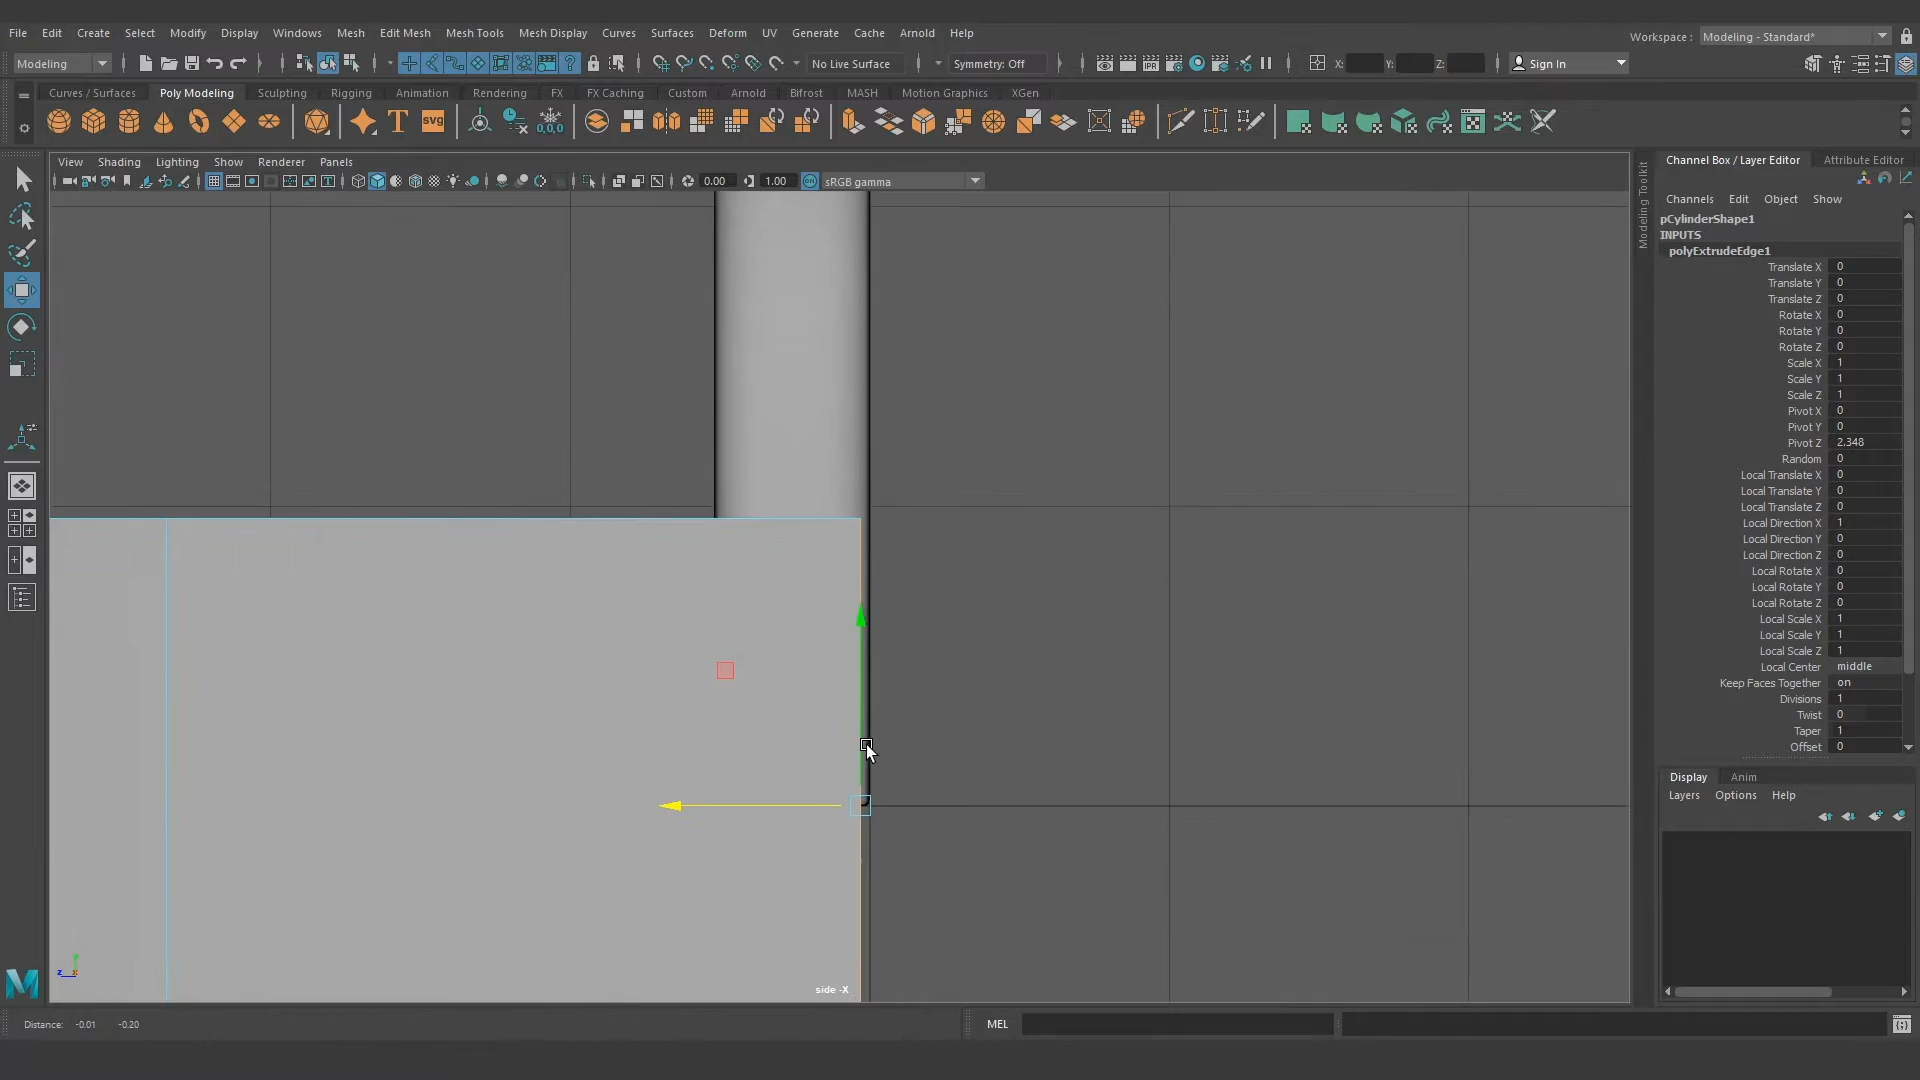 File Edit Create Select Modify Display Windows Mesh Edit Mesh Mesh Tools Mesh Display Curves Surfaces Deform UV Generate Cache Arnold Help
Workspace : Modeling - Standard*
Modeling No Live Surface Symmetry: Off X: Y: Z: Sign In
Curves / Surfaces Poly Modeling Sculpting Rigging Animation Rendering FX FX Caching Custom Arnold Bifrost MASH Motion Graphics XGen
T svg 0,0,0
View Shading Lighting Show Renderer Panels
0.00 1.00 sRGB gamma
Modeling Toolkit
Channel Box / Layer Editor Attribute Editor
Channels Edit Object Show
pCylinderShape1
INPUTS
polyExtrudeEdge1
Translate X 0
Translate Y 0
Translate Z 0
Rotate X 0
Rotate Y 0
Rotate Z 0
Scale X 1
Scale Y 1
Scale Z 1
Pivot X 0
Pivot Y 0
Pivot Z 2.348
Random 0
Local Translate X 0
Local Translate Y 0
Local Translate Z 0
Local Direction X 1
Local Direction Y 0
Local Direction Z 0
Local Rotate X 0
Local Rotate Y 0
Local Rotate Z 0
Local Scale X 1
Local Scale Y 1
Local Scale Z 1
Local Center middle
Keep Faces Together on
Divisions 1
Twist 0
Taper 1
Offset 0
Display Anim
Layers Options Help
side -X
Distance: -0.01 -0.20
MEL